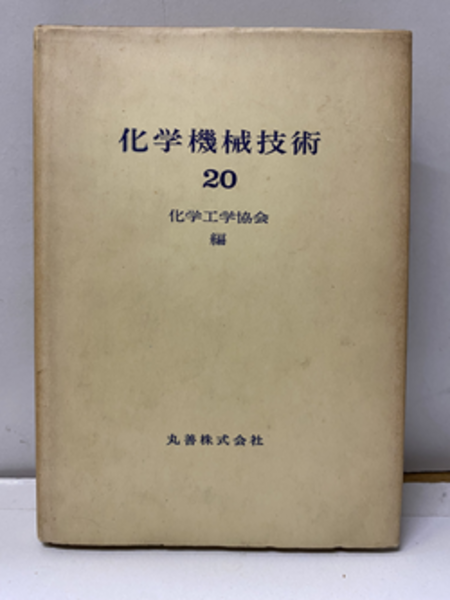 化学機械技術
20
化学工学協会
編
丸善株式会社